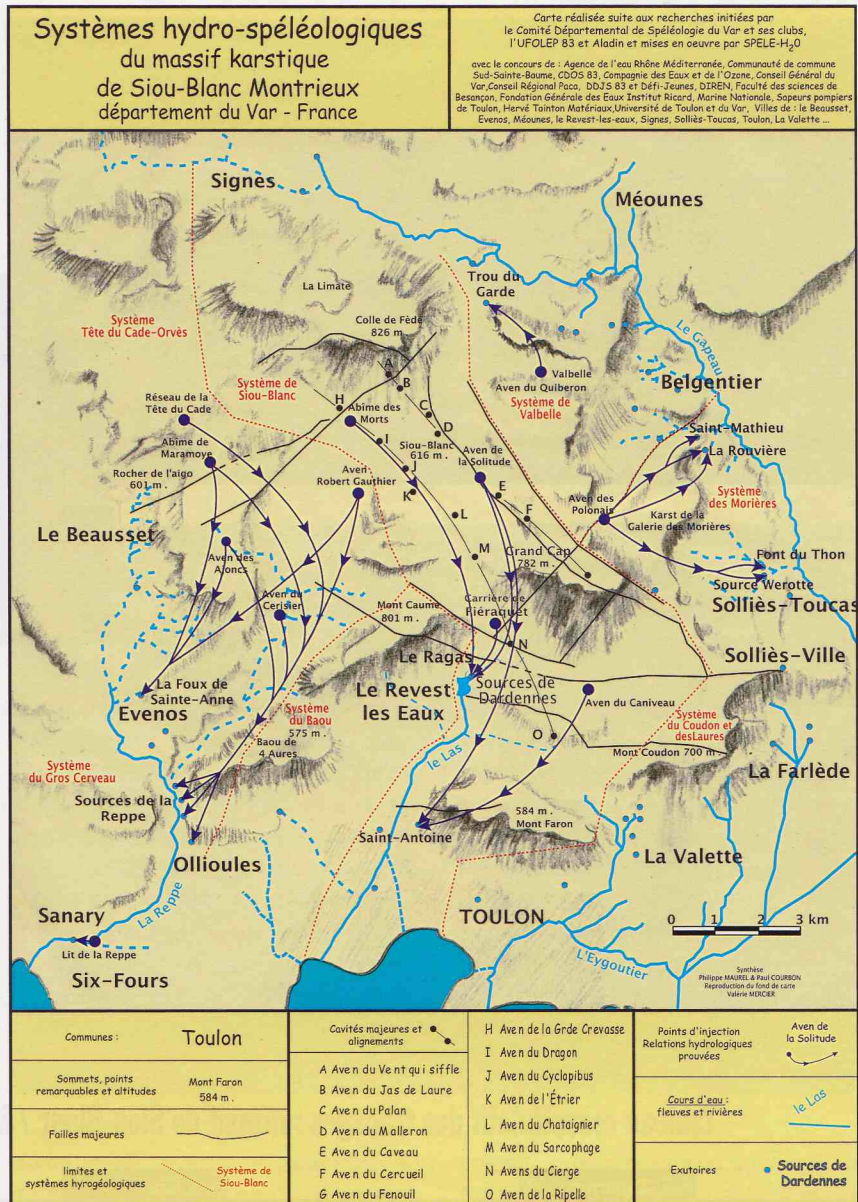 Systèmes hydro-spéléologiques
du massif karstique
de Siou-Blanc Montrieux
département du Var - France
Carte réalisée suite aux recherches initiées par
le Comité Départemental de Spéléologie du Var et ses clubs,
l'UFOLEP 83 et Aladin et mises en oeuvre par SPELE-H₂0
avec le concours de : Agence de l'eau Rhône Méditerranée, Communauté de commune
Sud-Sainte-Baume, CDOS 83, Compagnie des Eaux et de l'Ozone, Conseil Général du
Var,Conseil Régional Paca, DDJS 83 et Défi-Jeunes, DIREN, Faculté des sciences de
Besançon, Fondation Générale des Eaux Institut Ricard, Marine Nationale, Sapeurs pompiers
de Toulon, Hervé Tainton Matériaux,Université de Toulon et du Var, Villes de : le Beausset,
Evenos, Méounes, le Revest-les-eaux, Signes, Solliès-Toucas, Toulon, La Valette ...
Signes
Méounes
La Limate
Trou du
Garde
Système
Tête du Cade-Orvès
Colle de Fède
826 m .
Le Gapeau
A
B
Valbelle
Aven du Quiberon
Belgentier
Système de
Siou-Blanc
Réseau de la
Tête du Cade
H
Abîme des
Morts
C
D
Système de
Valbelle
Saint-Mathieu
La Rouvière
Abîme de
Maramoye
I
Siou-Blanc
616 m .
Aven de
la Solitude
Rocher de l'aigo
601 m .
Aven
Robert Gauthier
J
K
E
F
Aven des
Polonais
Système
des Morières
Karst de la
Galerie des Morières
L
Le Beausset
Aven des
Ajoncs
M
Grand Cap
782 m .
Font du Thon
Source Werotte
Aven du
Cerisier
Mont Caume
801 m .
Carrière de
Fiéraquet
Solliès-Toucas
N
Le Ragas
Solliès-Ville
La Foux de
Sainte-Anne
Le Revest
les Eaux
Sources de
Dardennes
Aven du Caniveau
Evenos
Système
du Baou
575 m .
Baou de
4 Aures
O
Système
du Coudon et
desLaures
Mont Coudon 700 m .
le Las
Système
du Gros Cerveau
La Farlède
Sources de la
Reppe
584 m .
Mont Faron
Saint-Antoine
Ollioules
La Valette
La Reppe
Sanary
TOULON
0 1 2 3 km
Lit de la Reppe
L'Eygoutier
Six-Fours
Synthèse
Philippe MAUREL & Paul COURBON
Reproduction du fond de carte
Valérie MERCIER
Communes : Toulon
Sommets, points
remarquables et altitudes
Mont Faron
584 m .
Failles majeures
limites et
systèmes hyrogéologiques
Système de
Siou-Blanc
Cavités majeures et
alignements
A Aven du Vent qui siffle
B Aven du Jas de Laure
C Aven du Palan
D Aven du Malleron
E Aven du Caveau
F Aven du Cercueil
G Aven du Fenouil
H Aven de la Grde Crevasse
I Aven du Dragon
J Aven du Cyclopibus
K Aven de l'Étrier
L Aven du Chataignier
M Aven du Sarcophage
N Avens du Cierge
O Aven de la Ripelle
Points d'injection
Relations hydrologiques
prouvées
Aven de
la Solitude
Cours d'eau :
fleuves et rivières
le Las
Exutoires
Sources de
Dardennes